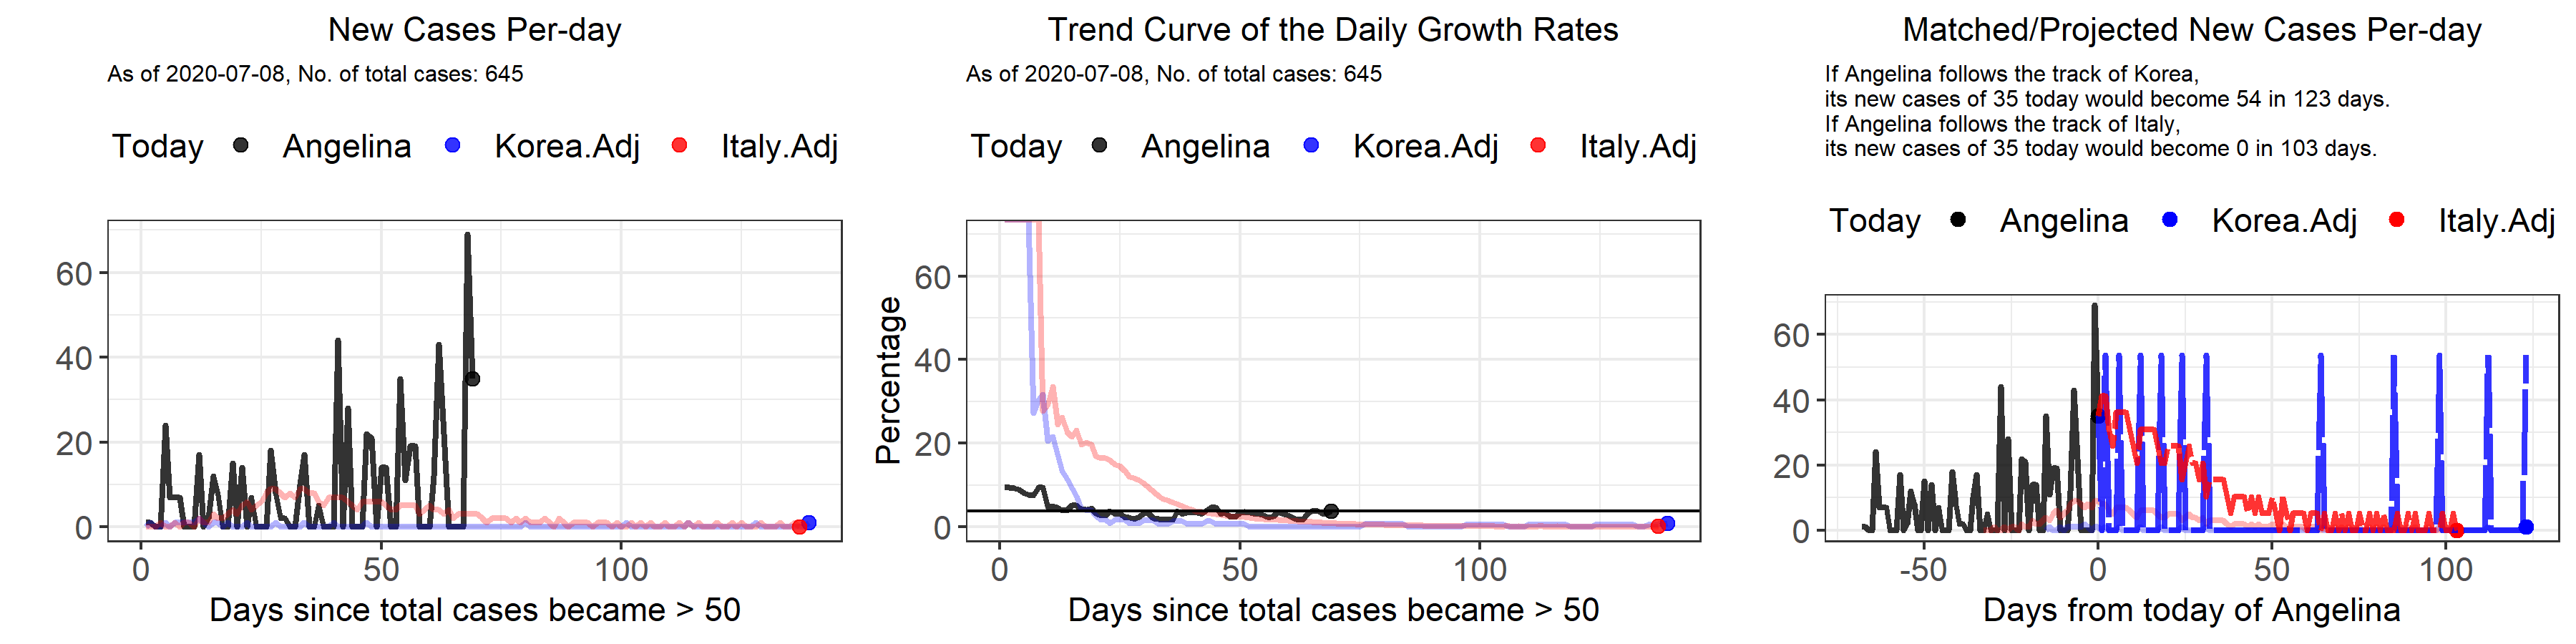 New Cases Per-day
As of 2020-07-08, No. of total cases: 645
Today Angelina Korea.Adj Italy.Adj
60
40
20
0
0 50 100
Days since total cases became > 50
Trend Curve of the Daily Growth Rates
As of 2020-07-08, No. of total cases: 645
Today Angelina Korea.Adj Italy.Adj
Percentage
60
40
20
0
0 50 100
Days since total cases became > 50
Matched/Projected New Cases Per-day
If Angelina follows the track of Korea,
its new cases of 35 today would become 54 in 123 days.
If Angelina follows the track of Italy,
its new cases of 35 today would become 0 in 103 days.
Today Angelina Korea.Adj Italy.Adj
60
40
20
0
-50 0 50 100
Days from today of Angelina